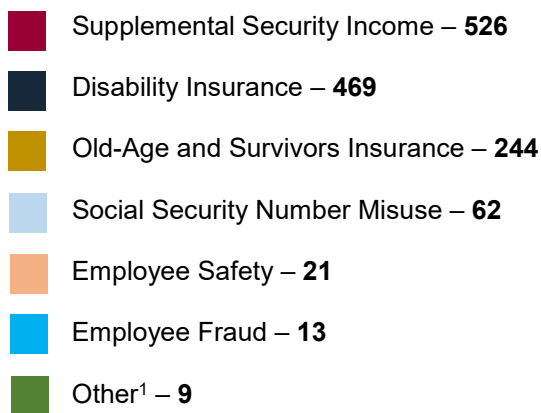 Supplemental Security Income – 526
Disability Insurance – 469
Old-Age and Survivors Insurance – 244
Social Security Number Misuse – 62
Employee Safety – 21
Employee Fraud – 13
Other¹ – 9